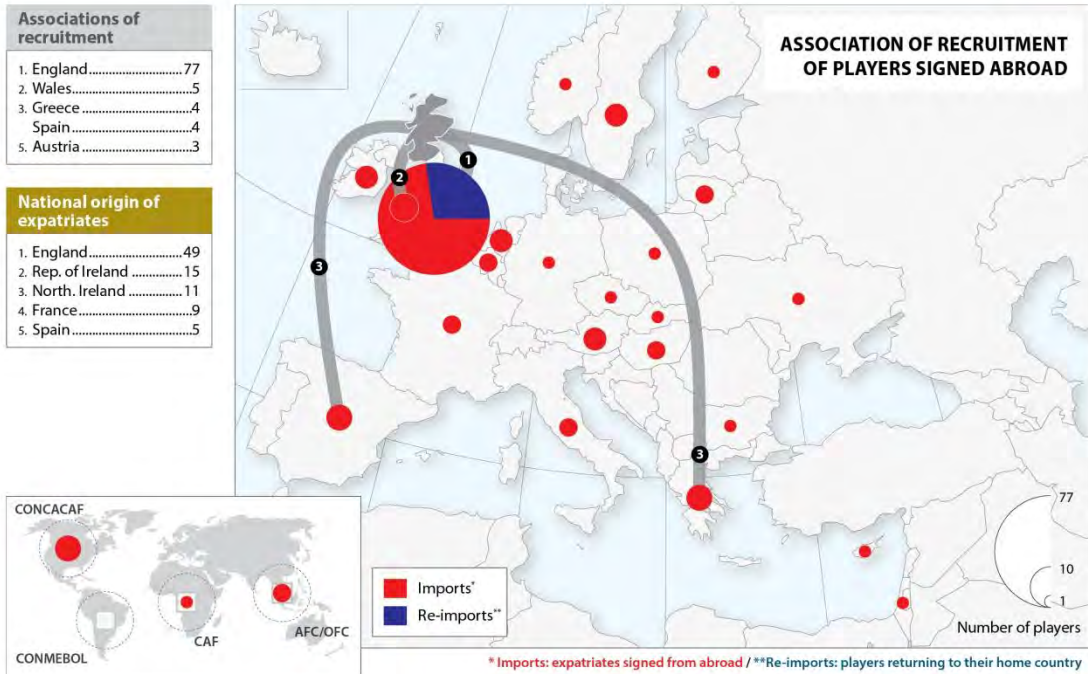 Associations of
recruitment
1. England..........................77
2. Wales..............................5
3. Greece............................4
Spain...............................4
5. Austria............................3
National origin of
expatriates
1. England........................49
2. Rep. of Ireland ..............15
3. North. Ireland ...............11
4. France............................9
5. Spain..............................5
ASSOCIATION OF RECRUITMENT
OF PLAYERS SIGNED ABROAD
1
2
3
3
CONCACAF
CONMEBOL
CAF
AFC/OFC
Imports*
Re-imports**
77
10
1
Number of players
* Imports: expatriates signed from abroad / **Re-imports: players returning to their home country